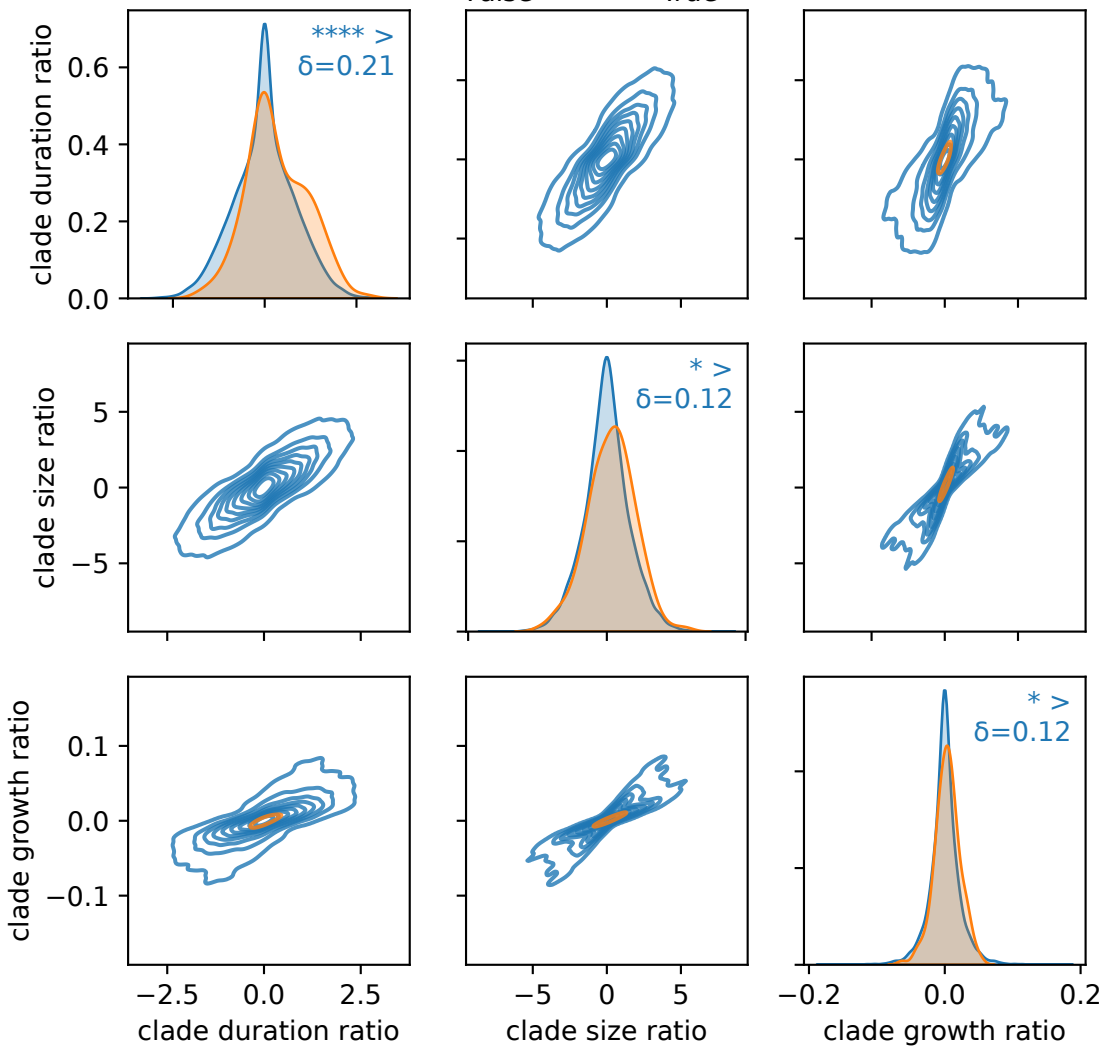 **** >
δ=0.21
clade duration ratio
0.6
0.4
0.2
0.0
* >
δ=0.12
clade size ratio
5
0
−5
* >
δ=0.12
clade growth ratio
0.1
0.0
−0.1
−2.5 0.0 2.5
−5 0 5
−0.2 0.0 0.2
clade duration ratio
clade size ratio
clade growth ratio